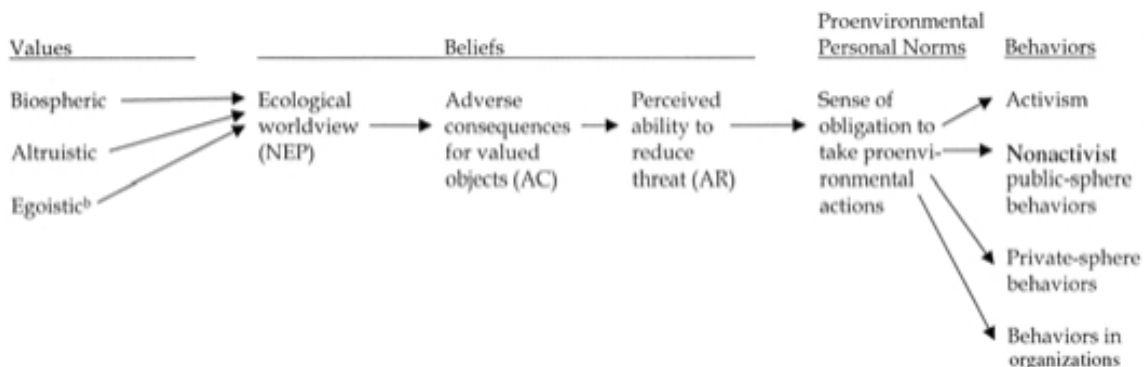 Proenvironmental
Values Beliefs Personal Norms Behaviors
Biospheric
Altruistic
Egoisticᵇ
Ecological
worldview
(NEP)
Adverse
consequences
for valued
objects (AC)
Perceived
ability to
reduce
threat (AR)
Sense of
obligation to
take proenvi-
ronmental
actions
Activism
Nonactivist
public-sphere
behaviors
Private-sphere
behaviors
Behaviors in
organizations